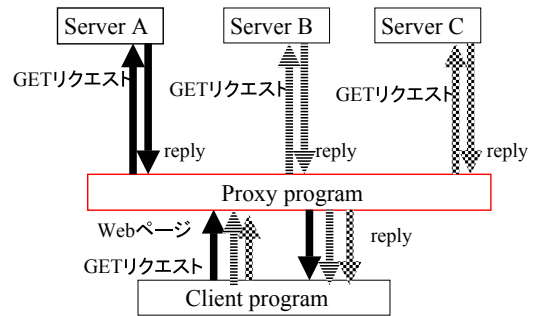 Server A
Server B
Server C
GETリクエスト
GETリクエスト
GETリクエスト
reply
reply
reply
Proxy program
Webページ
GETリクエスト
reply
Client program